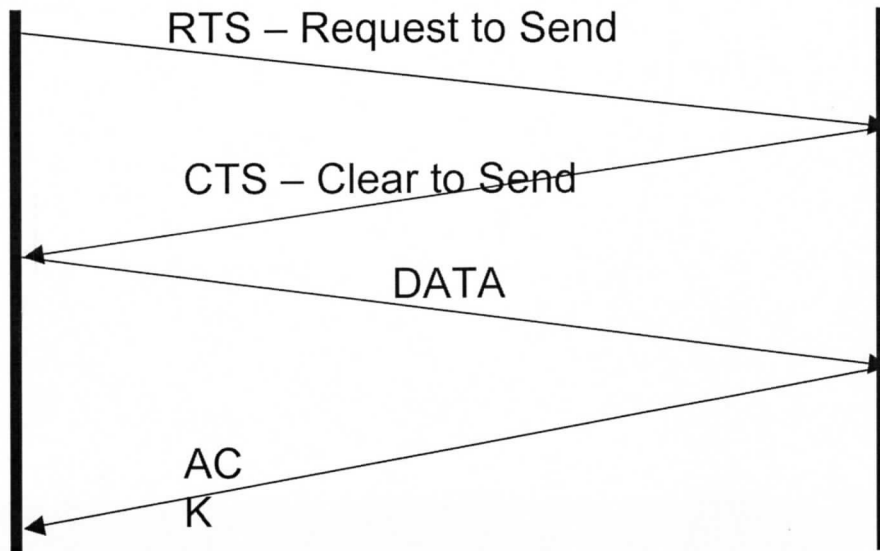 RTS – Request to Send
CTS – Clear to Send
DATA
AC
K